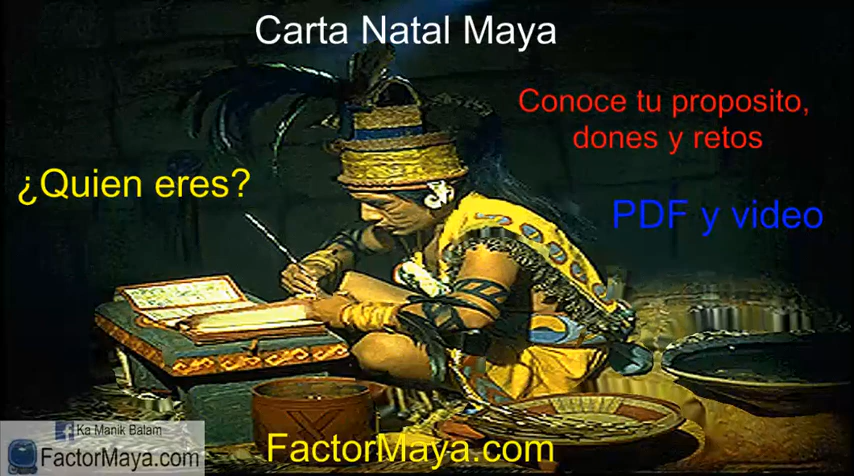 Carta Natal Maya
Conoce tu proposito,
dones y retos
¿Quien eres?
PDF y video
Ka Manik Balam
FactorMaya.com
FactorMaya.com